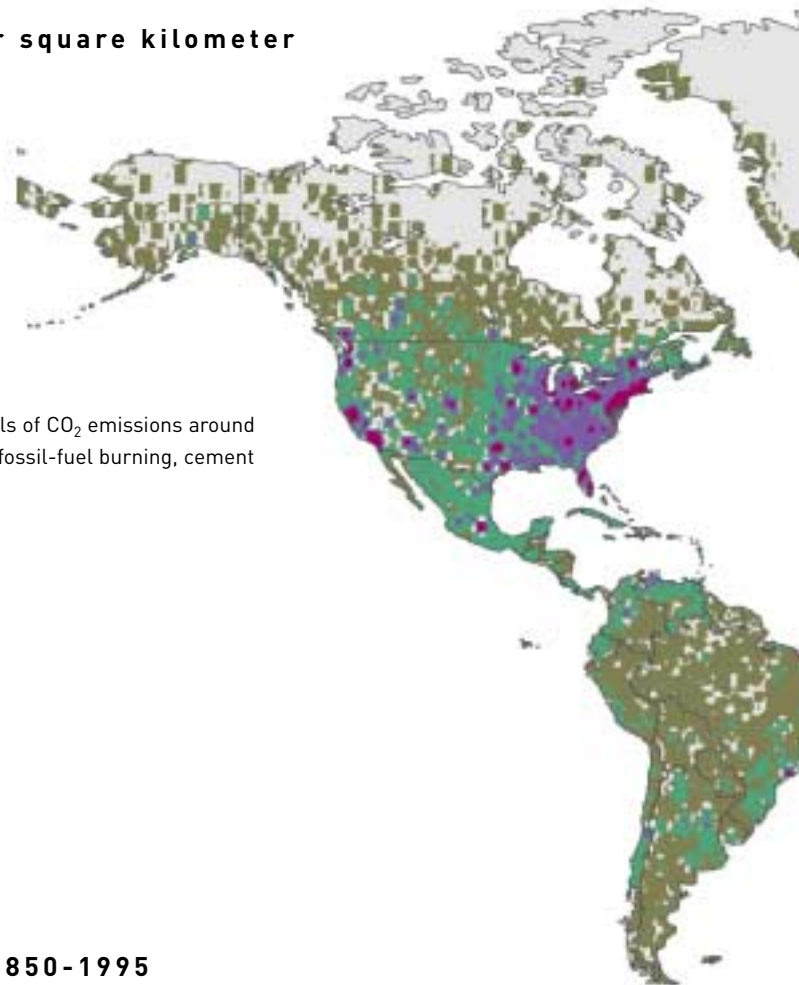 r square kilometer
ls of CO₂ emissions around
fossil-fuel burning, cement
850-1995